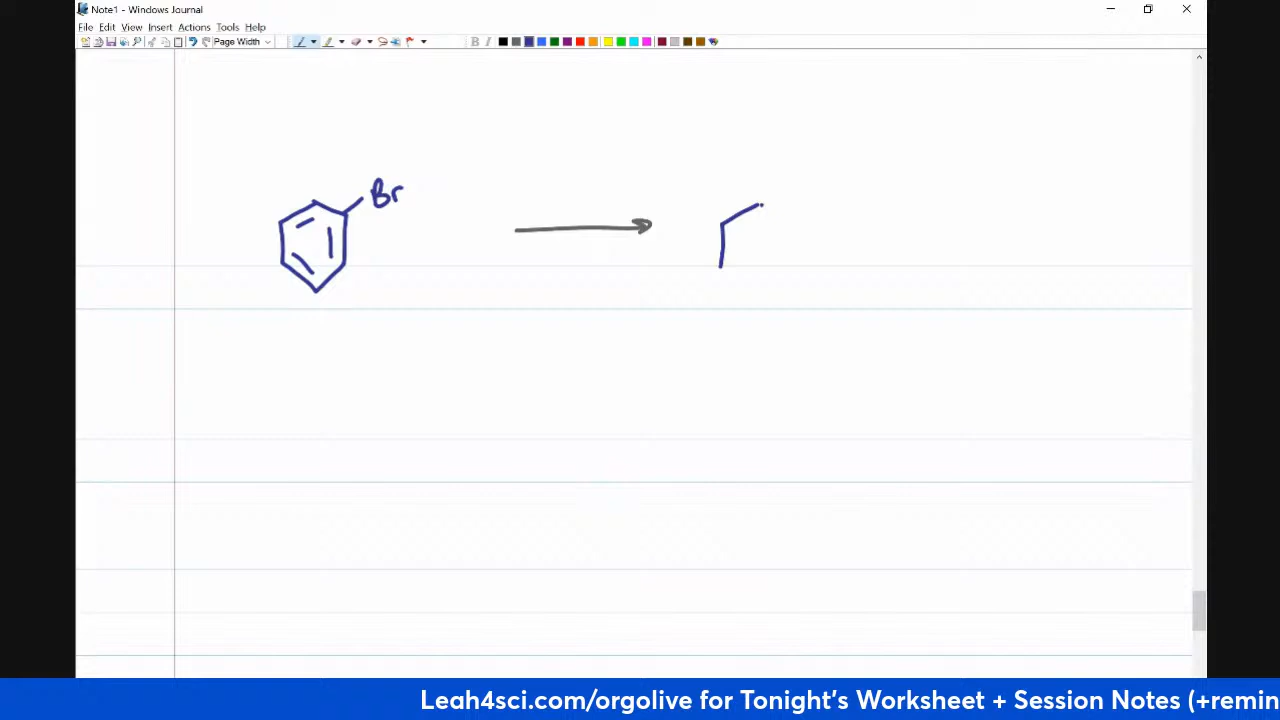 Note1 - Windows Journal
File Edit View Insert Actions Tools Help
Page Width B I
Br
Leah4sci.com/orgolive for Tonight's Worksheet + Session Notes (+remin